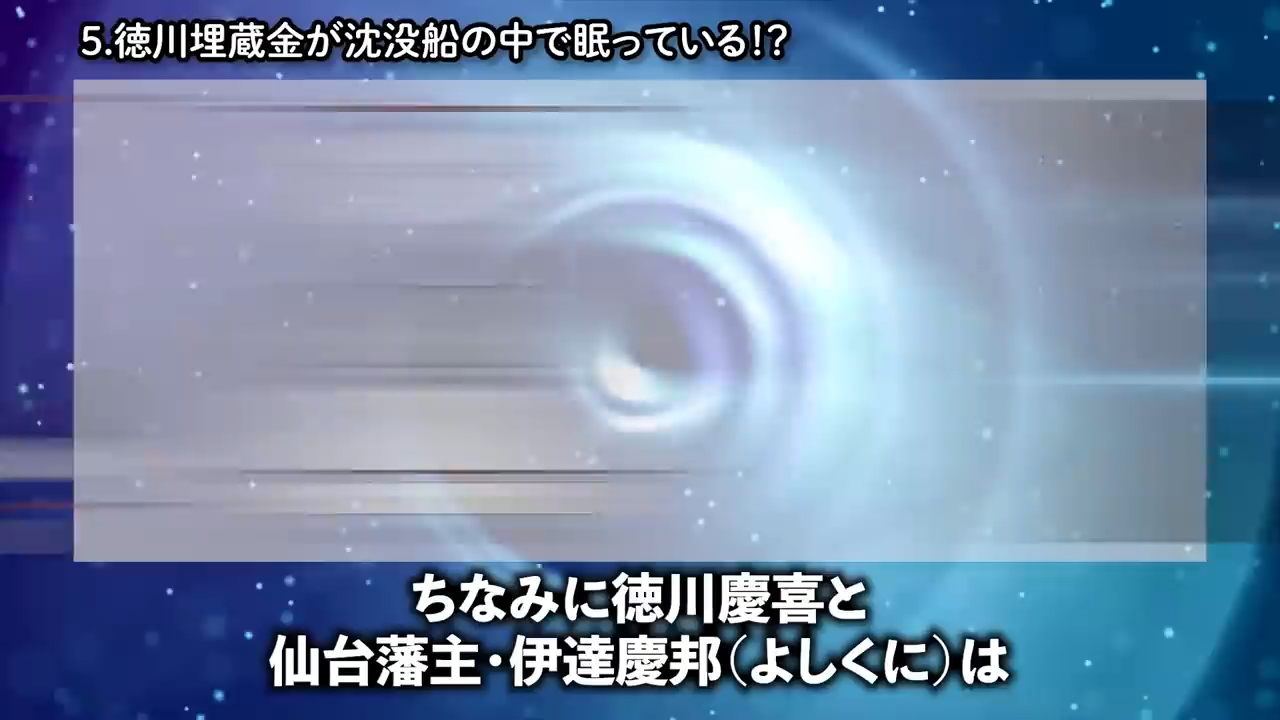 5.徳川埋蔵金が沈没船の中で眠っている!?
ちなみに徳川慶喜と
仙台藩主・伊達慶邦(よしくに)は